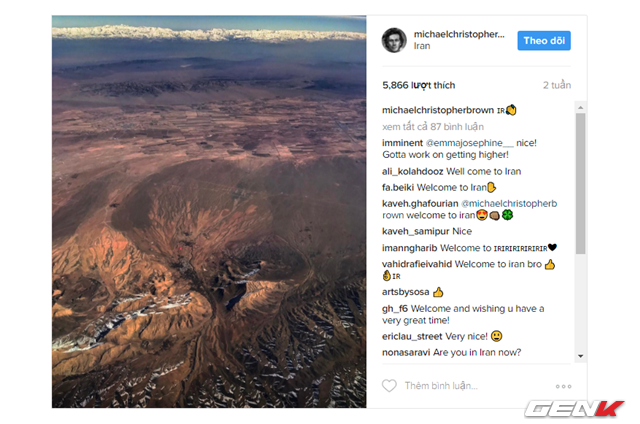 michaelchristopher...
Iran
Theo dõi
5,866 lượt thích
2 tuần
michaelchristopherbrown IR👏
xem tất cả 87 bình luận
imminent @emmajosephine__ nice!
Gotta work on getting higher!
ali_kolahdooz Well come to Iran
fa.beiki Welcome to Iran✋
kaveh.ghafourian @michaelchristopherb
rown welcome to iran😍👊🍀
kaveh_samipur Nice
imanngharib Welcome to IRIRIRIRIRIRIR❤
vahidrafieivahid Welcome to iran bro 👍
👌IR
artsbysosa 👍
gh_f6 Welcome and wishing u have a
very great time!
ericlau_street Very nice! 🙂
nonasaravi Are you in Iran now?
Thêm bình luận...
GENK